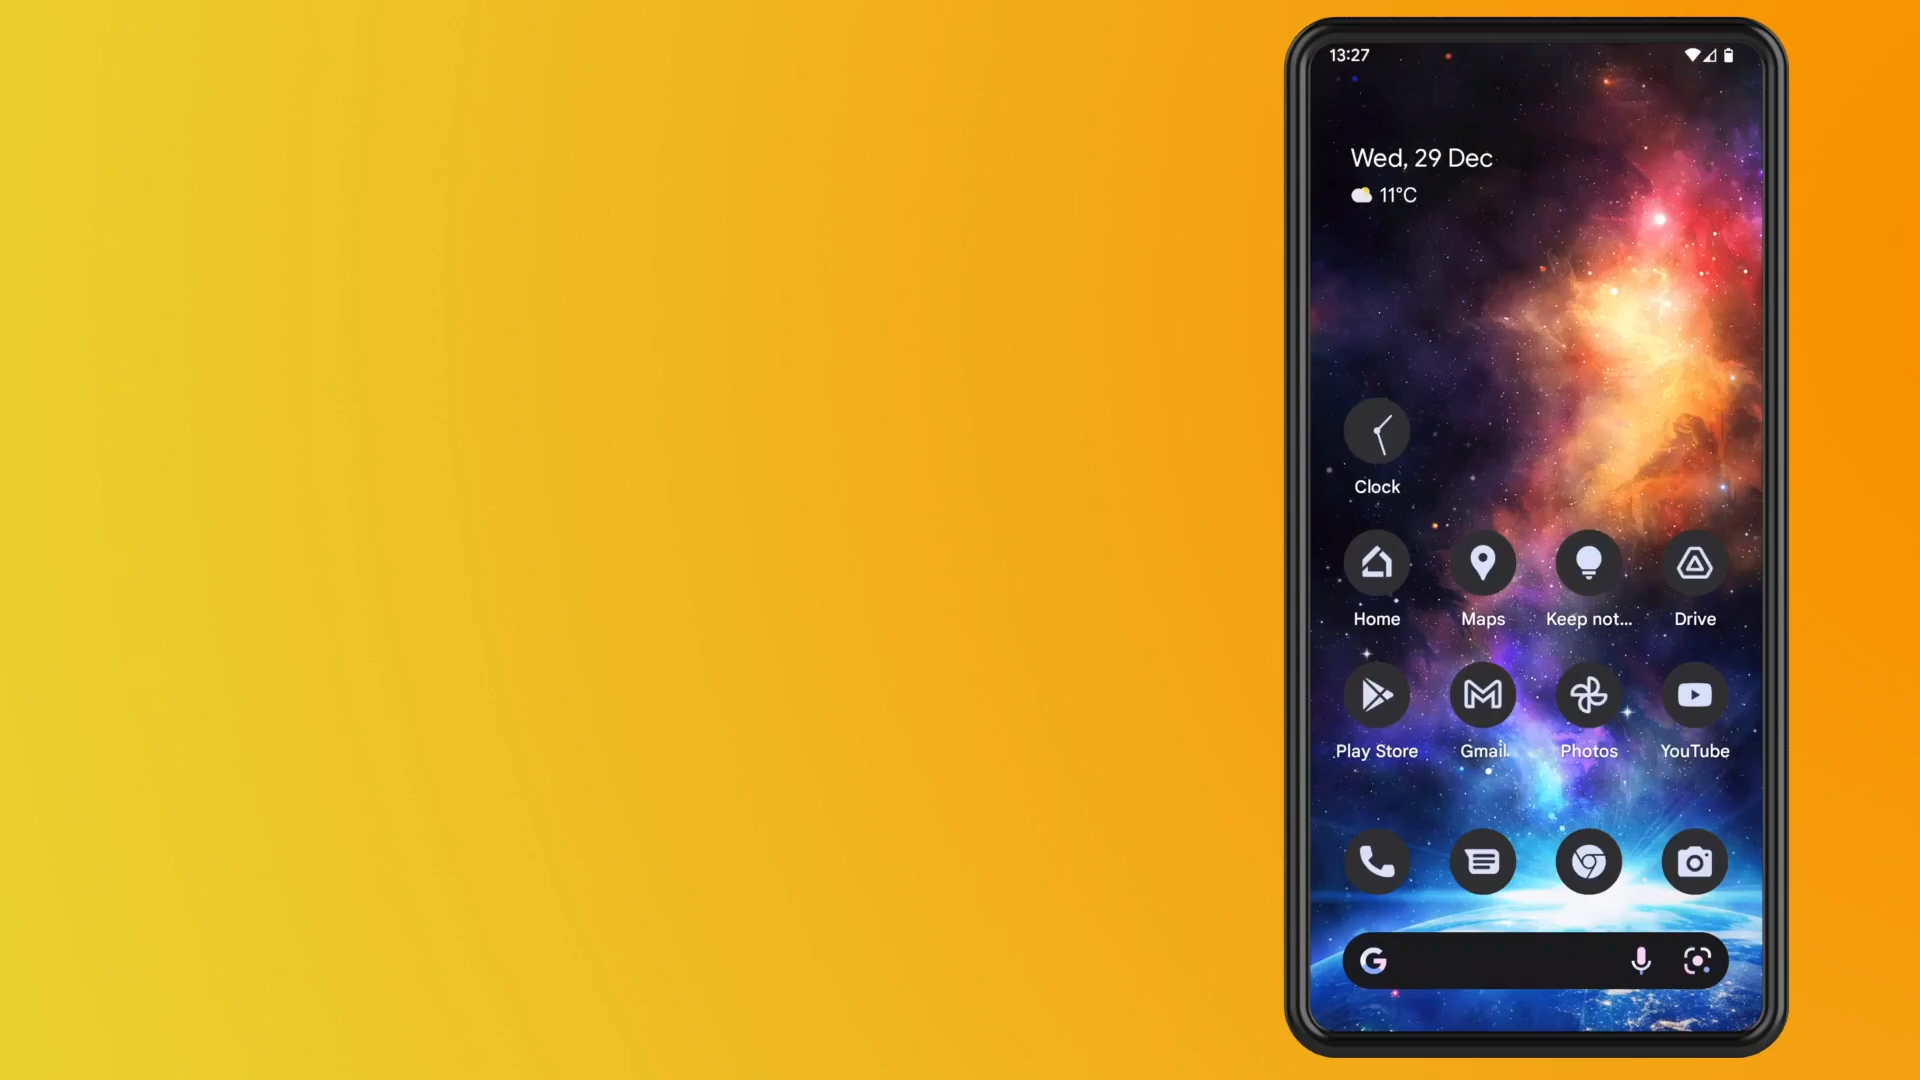 13:27
Wed, 29 Dec
11°C
Clock
Home Maps Keep not... Drive
Play Store Gmail Photos YouTube
G